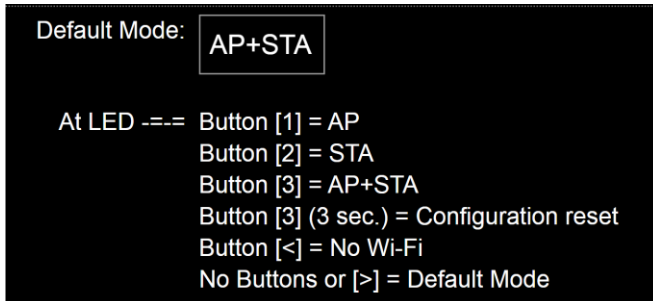 Default Mode: AP+STA
At LED -=-= Button [1] = AP
Button [2] = STA
Button [3] = AP+STA
Button [3] (3 sec.) = Configuration reset
Button [<] = No Wi-Fi
No Buttons or [>] = Default Mode